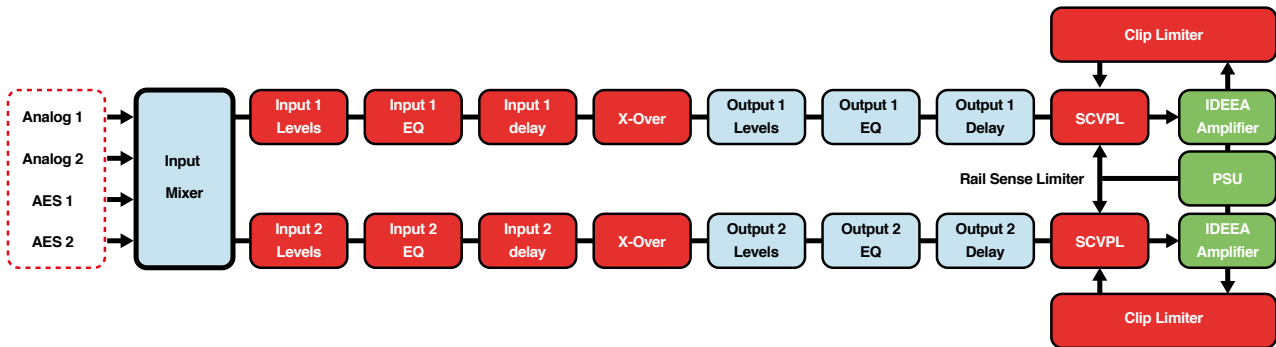 Clip Limiter
Analog 1
Analog 2
AES 1
AES 2
Input
Mixer
Input 1
Levels
Input 1
EQ
Input 1
delay
X-Over
Output 1
Levels
Output 1
EQ
Output 1
Delay
SCVPL
IDEEA
Amplifier
Rail Sense Limiter
PSU
Input 2
Levels
Input 2
EQ
Input 2
delay
X-Over
Output 2
Levels
Output 2
EQ
Output 2
Delay
SCVPL
IDEEA
Amplifier
Clip Limiter